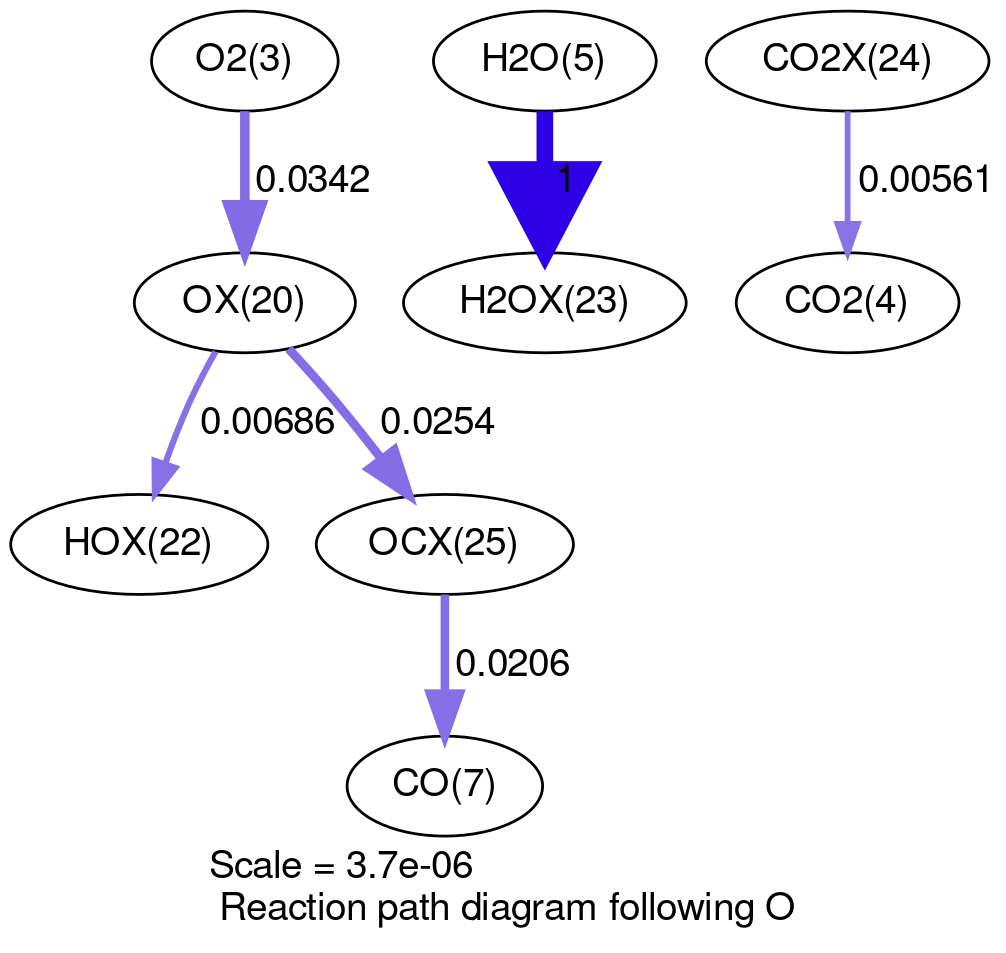 O2(3)
H2O(5)
CO2X(24)
0.0342
1
0.00561
OX(20)
H2OX(23)
CO2(4)
0.00686
0.0254
HOX(22)
OCX(25)
0.0206
CO(7)
Scale = 3.7e-06
Reaction path diagram following O